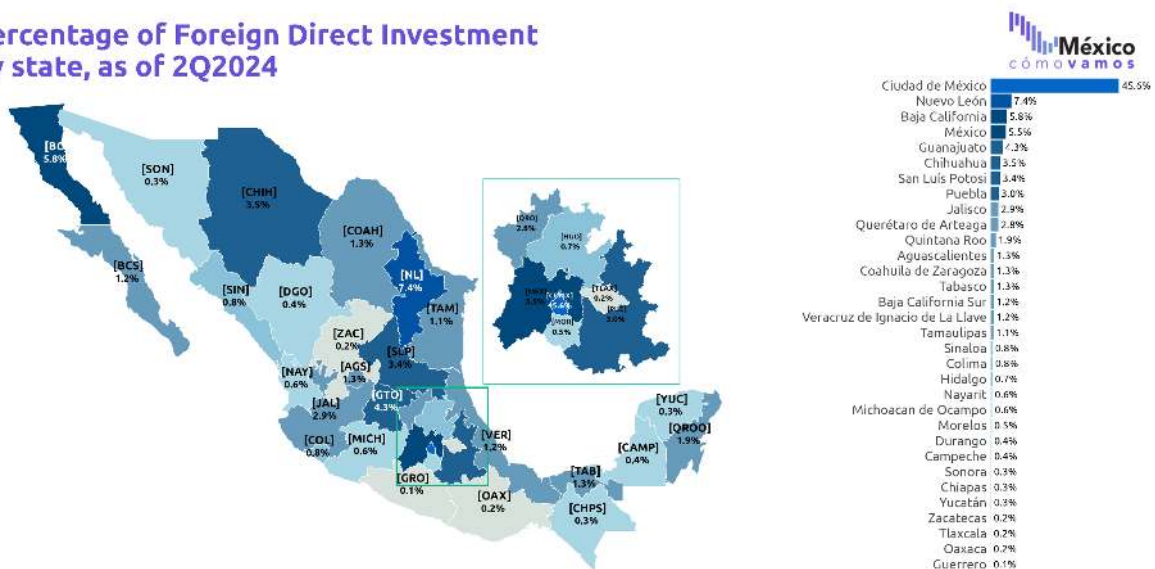 ercentage of Foreign Direct Investment
y state, as of 2Q2024
México
cómo vamos
[BC
5.8%
[SON]
0.3%
[CHIH]
3.5%
[COAH]
1.3%
[BCS]
1.2%
[SIN]
0.8%
[DGO]
0.4%
[NL]
7.4%
[TAM]
1.1%
[ZAC]
0.2%
[SLP]
3.4%
[NAY]
0.6%
[AGS]
1.3%
[JAL]
2.9%
[GTO]
4.3%
[COL]
0.8%
[MICH]
0.6%
[GRO]
0.1%
[VER]
1.2%
[OAX]
0.2%
[TAB]
1.3%
[CHPS]
0.3%
[CAMP]
0.4%
[YUC]
0.3%
[QROO]
1.9%
[QRO]
2.8%
0.7%
[TLAX]
0.2%
45.6%
3.0%
[MOR]
0.5%
Ciudad de México 45.6%
Nuevo León 7.4%
Baja California 5.8%
México 5.5%
Guanajuato 4.3%
Chihuahua 3.5%
San Luis Potosí 3.4%
Puebla 3.0%
Jalisco 2.9%
Querétaro de Arteaga 2.8%
Quintana Roo 1.9%
Aguascalientes 1.3%
Coahuila de Zaragoza 1.3%
Tabasco 1.3%
Baja California Sur 1.2%
Veracruz de Ignacio de La Llave 1.2%
Tamaulipas 1.1%
Sinaloa 0.8%
Colima 0.8%
Hidalgo 0.7%
Nayarit 0.6%
Michoacan de Ocampo 0.6%
Morelos 0.5%
Durango 0.4%
Campeche 0.4%
Sonora 0.3%
Chiapas 0.3%
Yucatán 0.3%
Zacatecas 0.2%
Tlaxcala 0.2%
Oaxaca 0.2%
Guerrero 0.1%